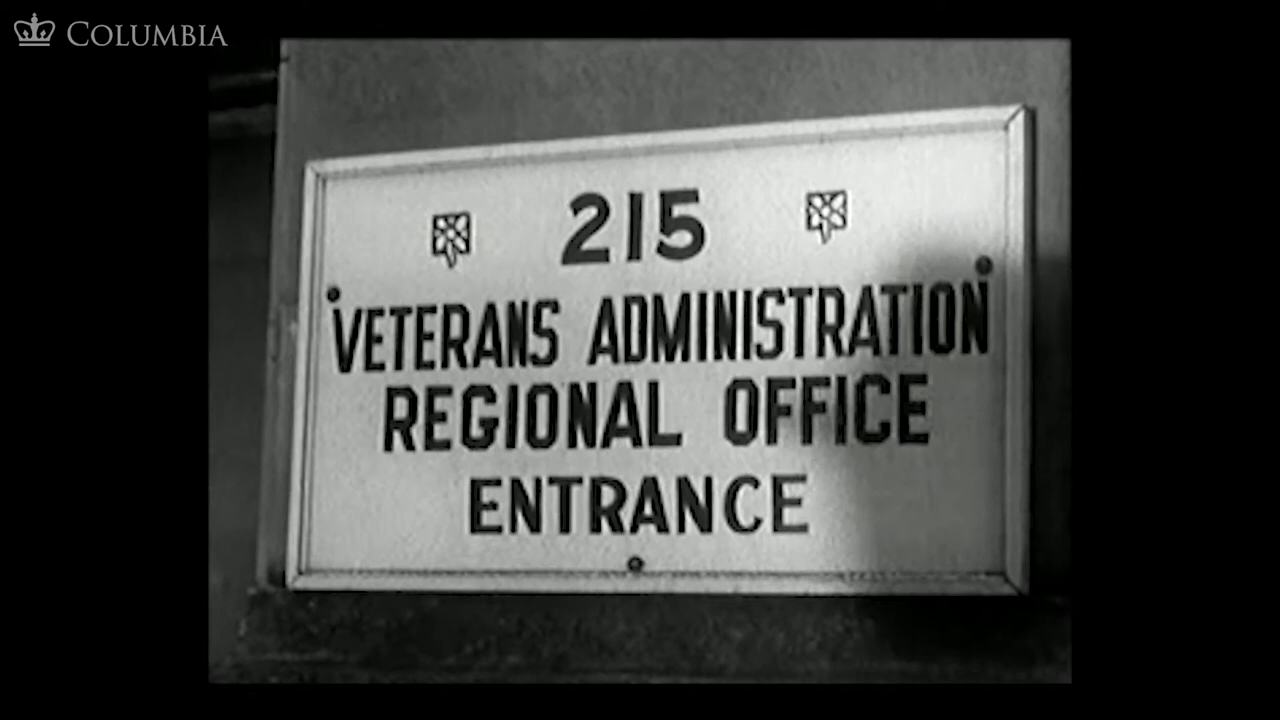 COLUMBIA
215
VETERANS ADMINISTRATION
REGIONAL OFFICE
ENTRANCE